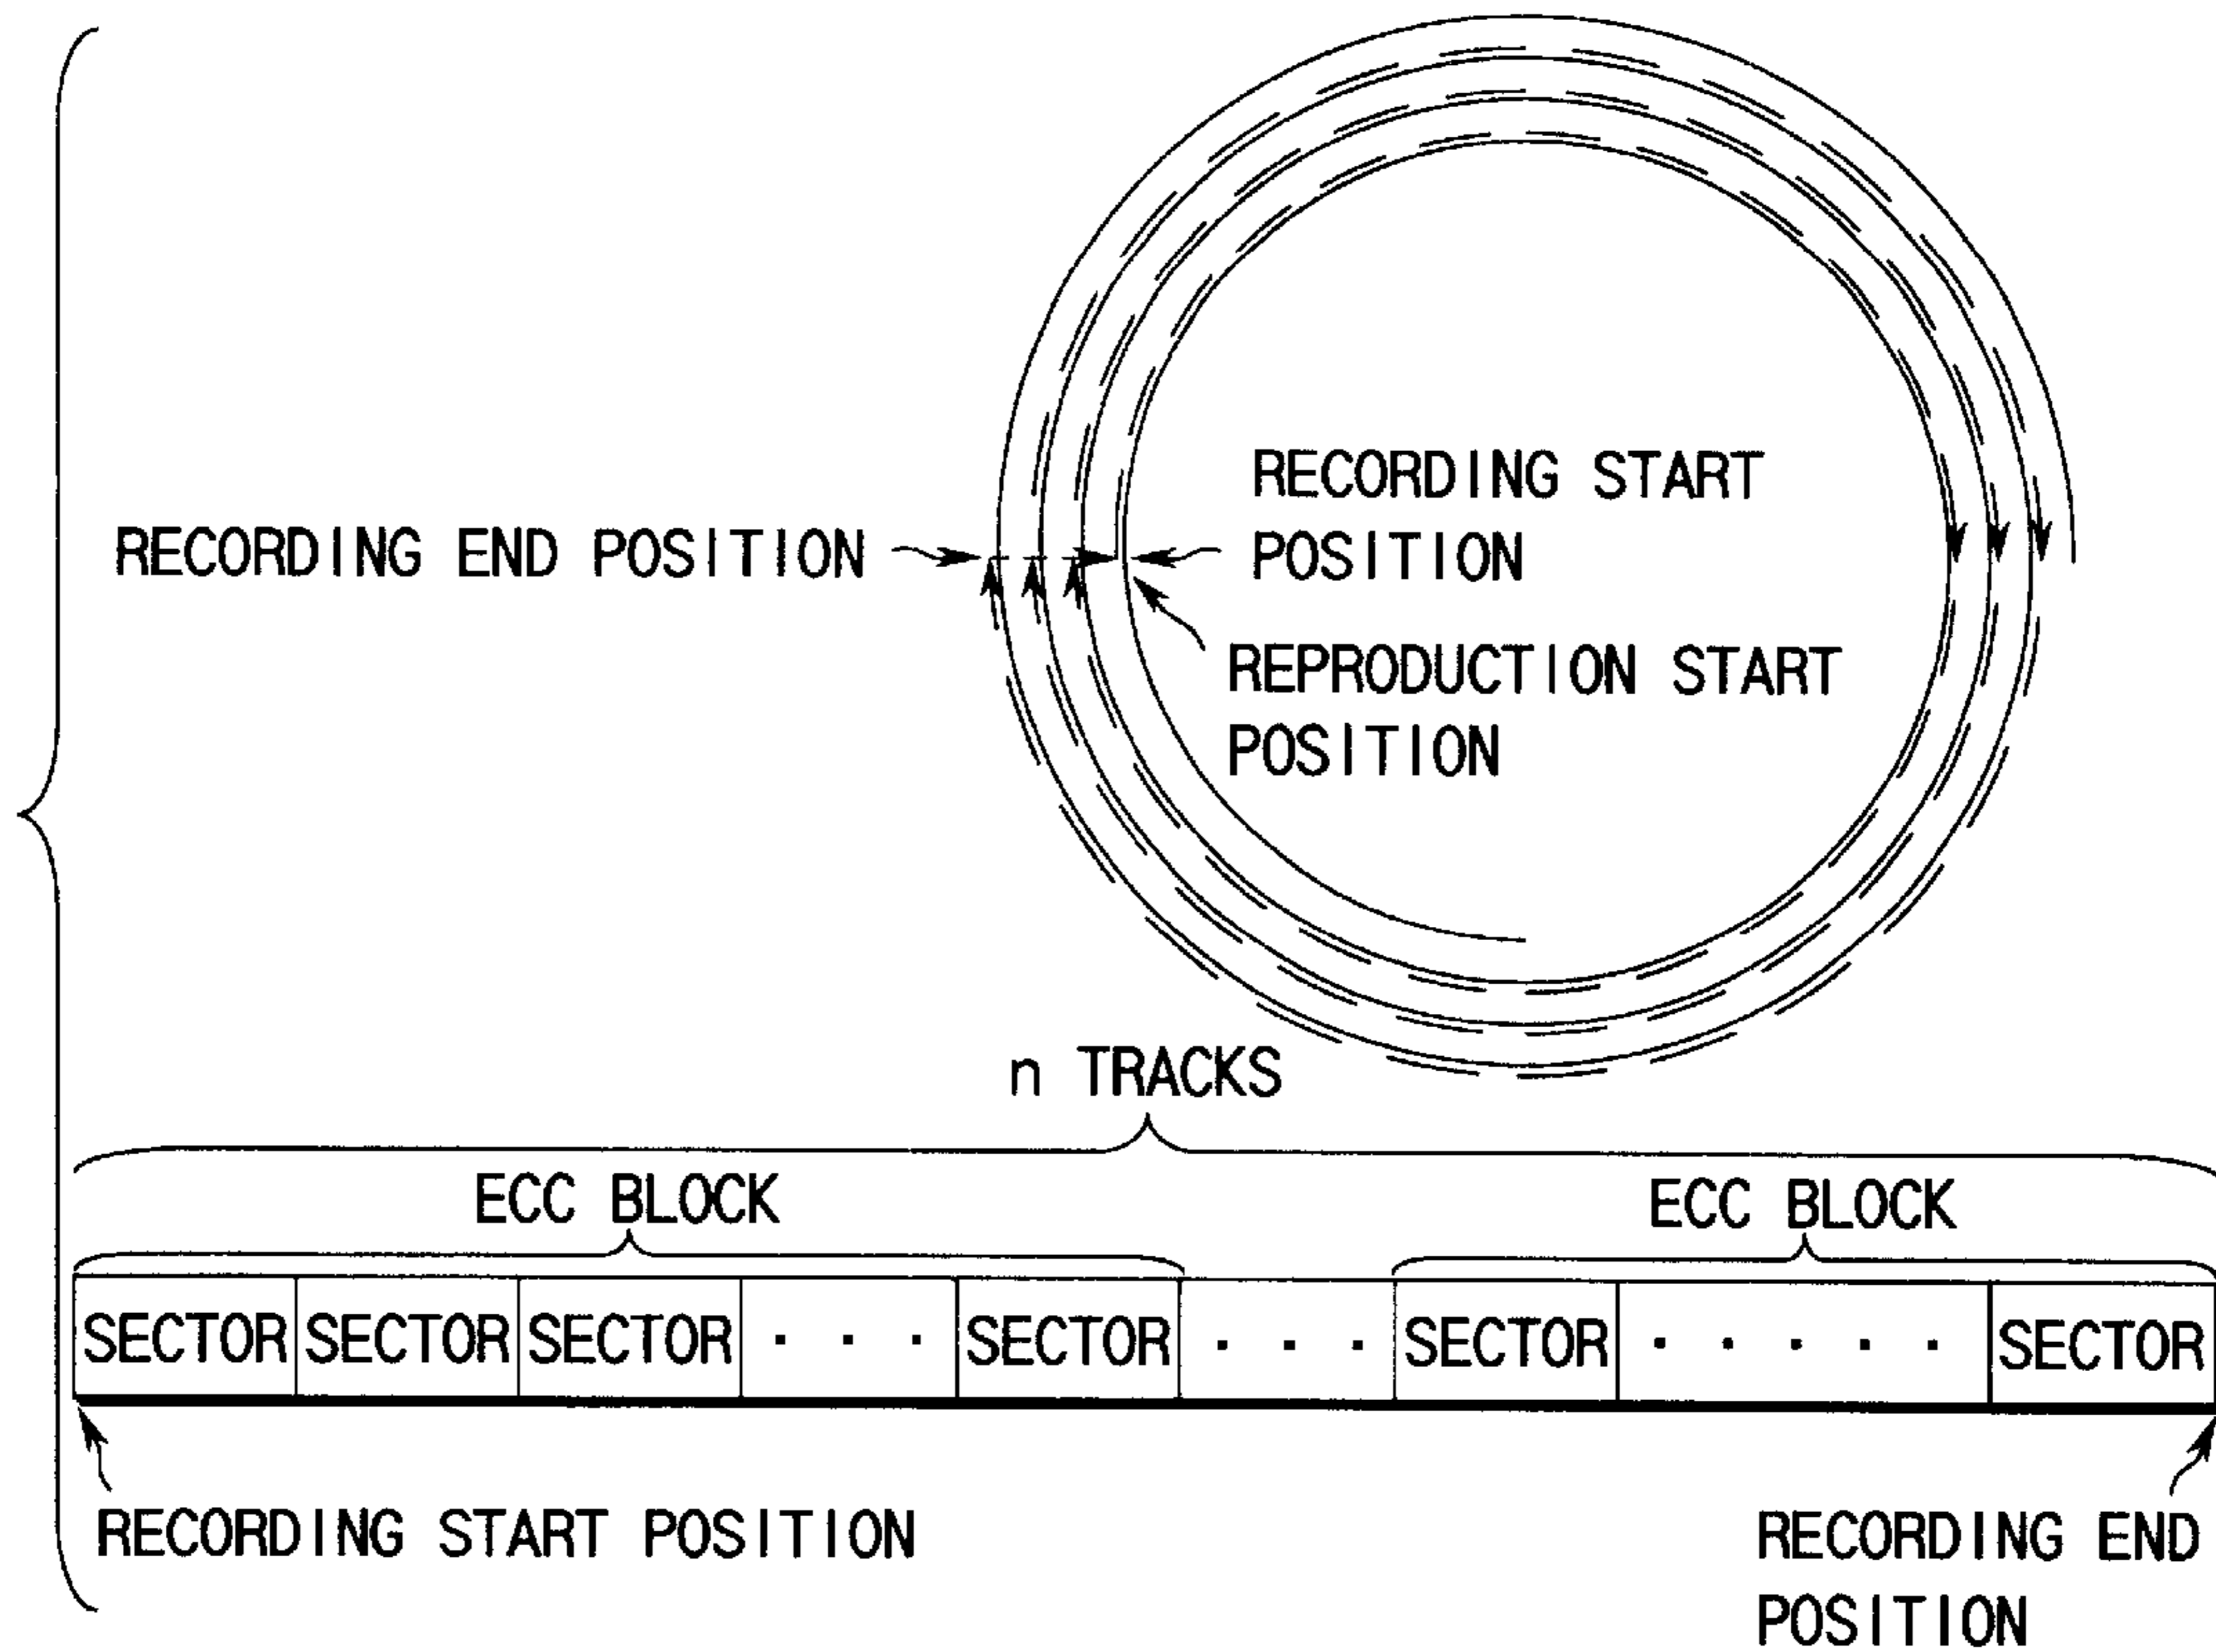 RECORDING START
POSITION
RECORDING END POSITION
REPRODUCTION START
POSITION
n TRACKS
ECC BLOCK ECC BLOCK
SECTOR SECTOR SECTOR · · · SECTOR · · · SECTOR · · · · · SECTOR
RECORDING START POSITION
RECORDING END
POSITION